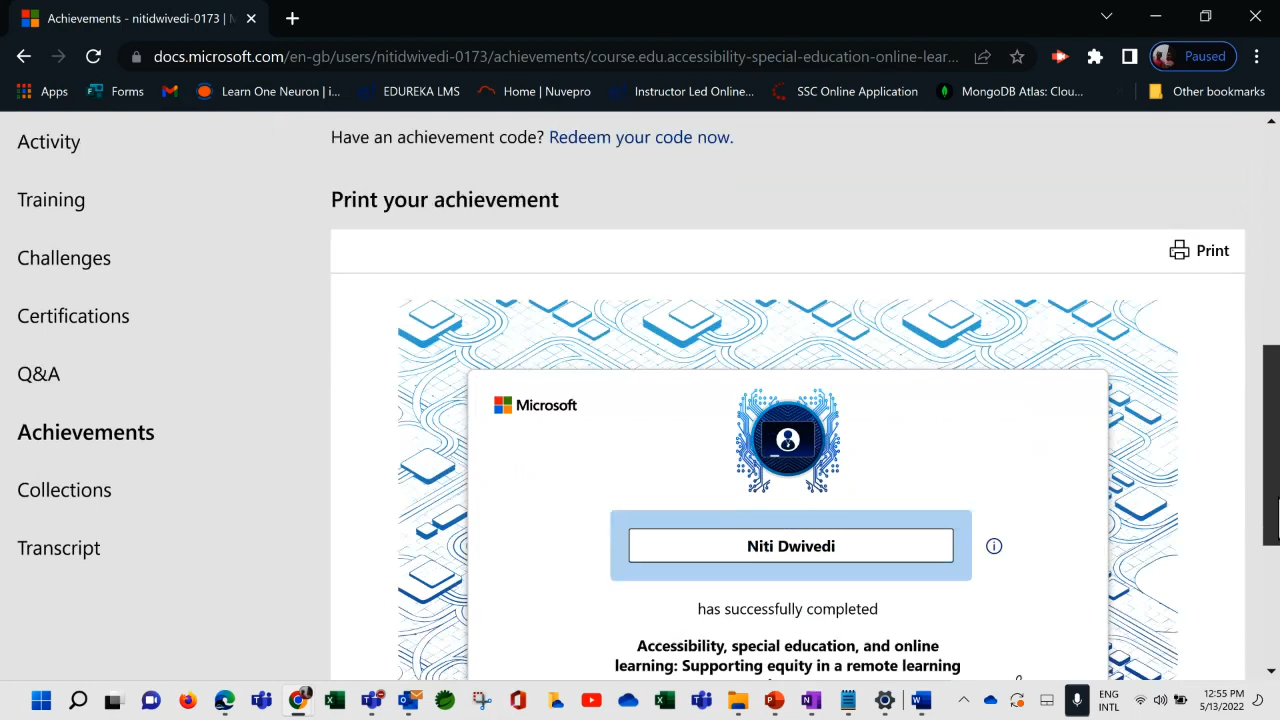 Achievements - nitidwivedi-0173 |
docs.microsoft.com/en-gb/users/nitidwivedi-0173/achievements/course.edu.accessibility-special-education-online-lear...
Paused
Apps
Forms
Learn One Neuron | i...
EDUREKA LMS
Home | Nuvepro
Instructor Led Online...
SSC Online Application
MongoDB Atlas: Clou...
Other bookmarks
Activity
Training
Challenges
Certifications
Q&A
Achievements
Collections
Transcript
Have an achievement code? Redeem your code now.
Print your achievement
Print
Microsoft
Niti Dwivedi
has successfully completed
Accessibility, special education, and online
learning: Supporting equity in a remote learning
ENG
INTL
12:55 PM
5/13/2022